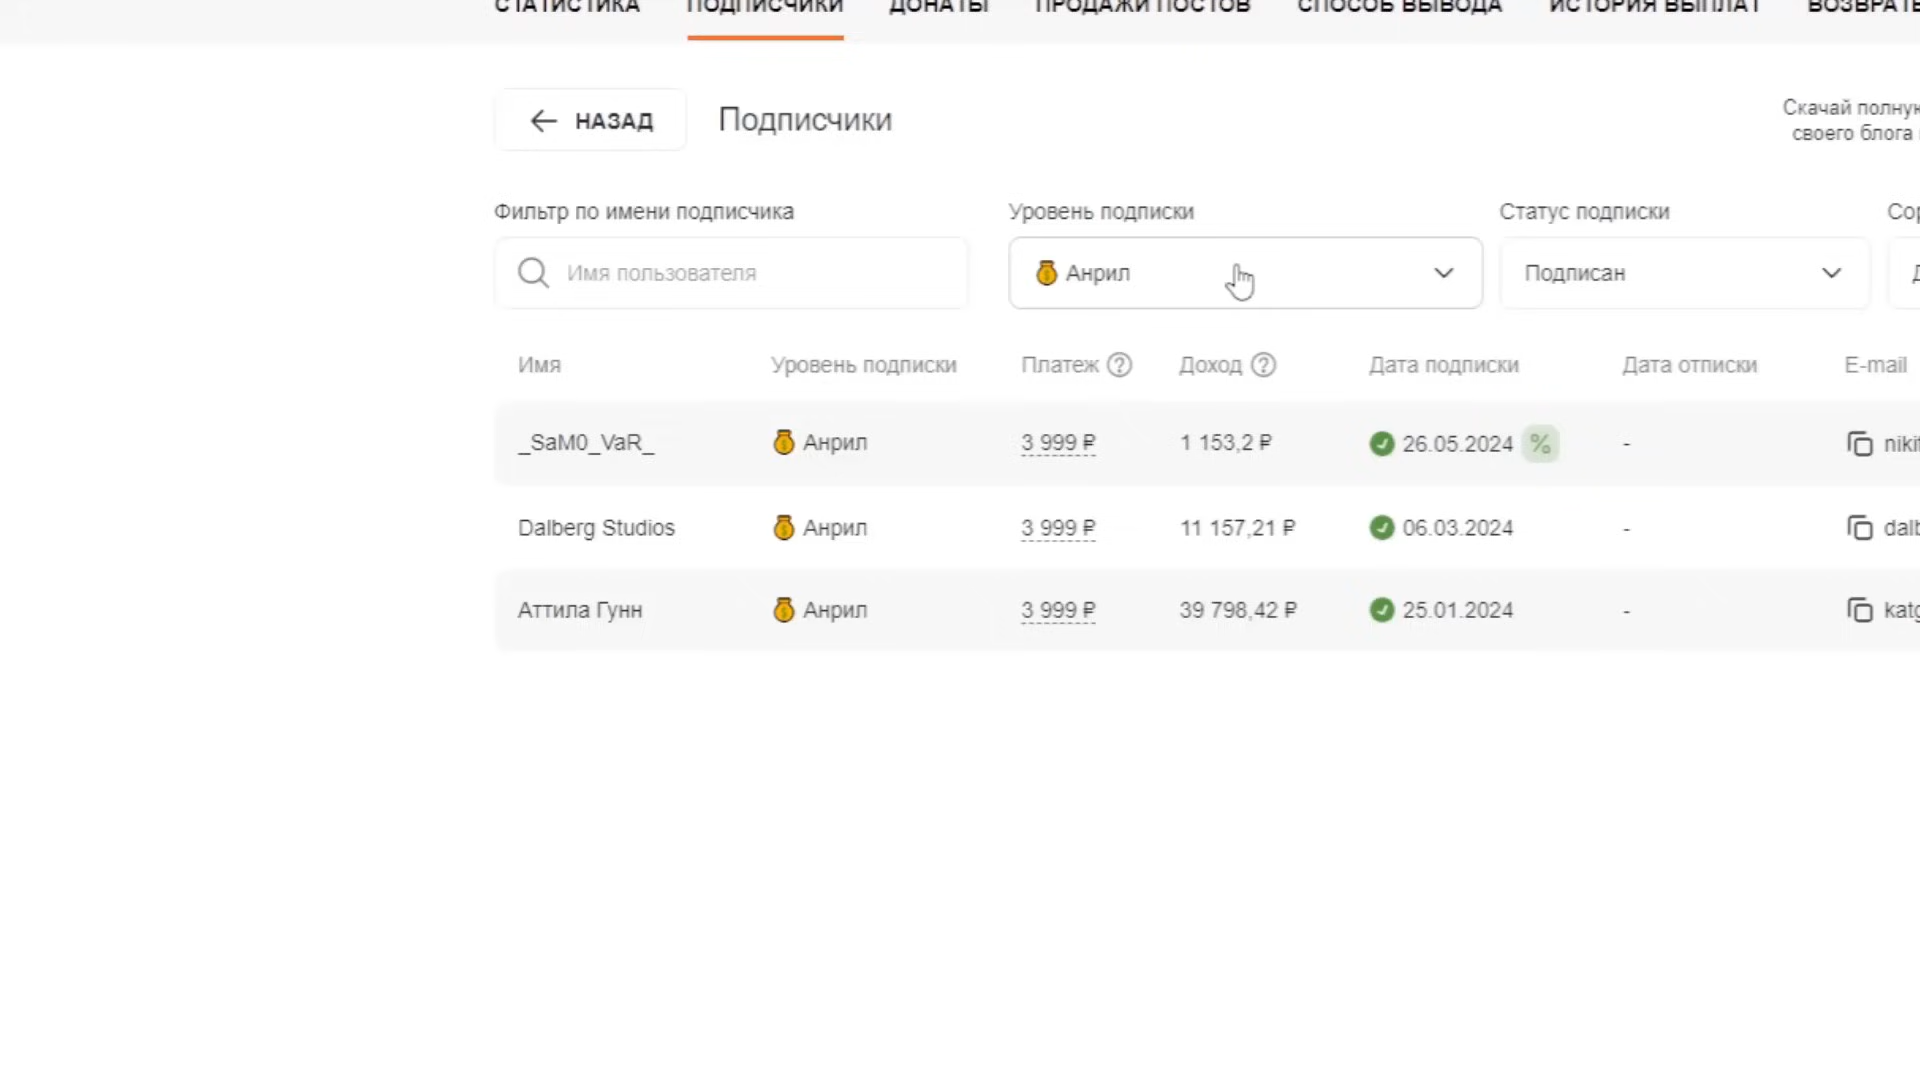 СТАТИСТИКА ПОДПИСЧИКИ ДОНАТЫ ПРОДАЖИ ПОСТОВ СПОСОБ ВЫВОДА ИСТОРИЯ ВЫПЛАТ
НАЗАД Подписчики
Скачай
своего блога
Фильтр по имени подписчика Уровень подписки Статус подписки
Имя пользователя Анрил Подписан
Имя Уровень подписки Платеж ? Доход ? Дата подписки Дата отписки E-mail
_SaM0_VaR_ Анрил 3 999 ₽ 1 153,2 ₽ 26.05.2024 % -
Dalberg Studios Анрил 3 999 ₽ 11 157,21 ₽ 06.03.2024 -
Аттила Гунн Анрил 3 999 ₽ 39 798,42 ₽ 25.01.2024 -